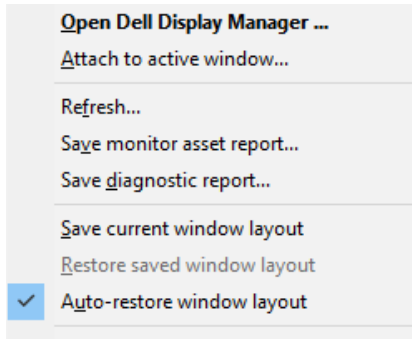 Open Dell Display Manager ...
Attach to active window...
Refresh...
Save monitor asset report...
Save diagnostic report...
Save current window layout
Restore saved window layout
Auto-restore window layout